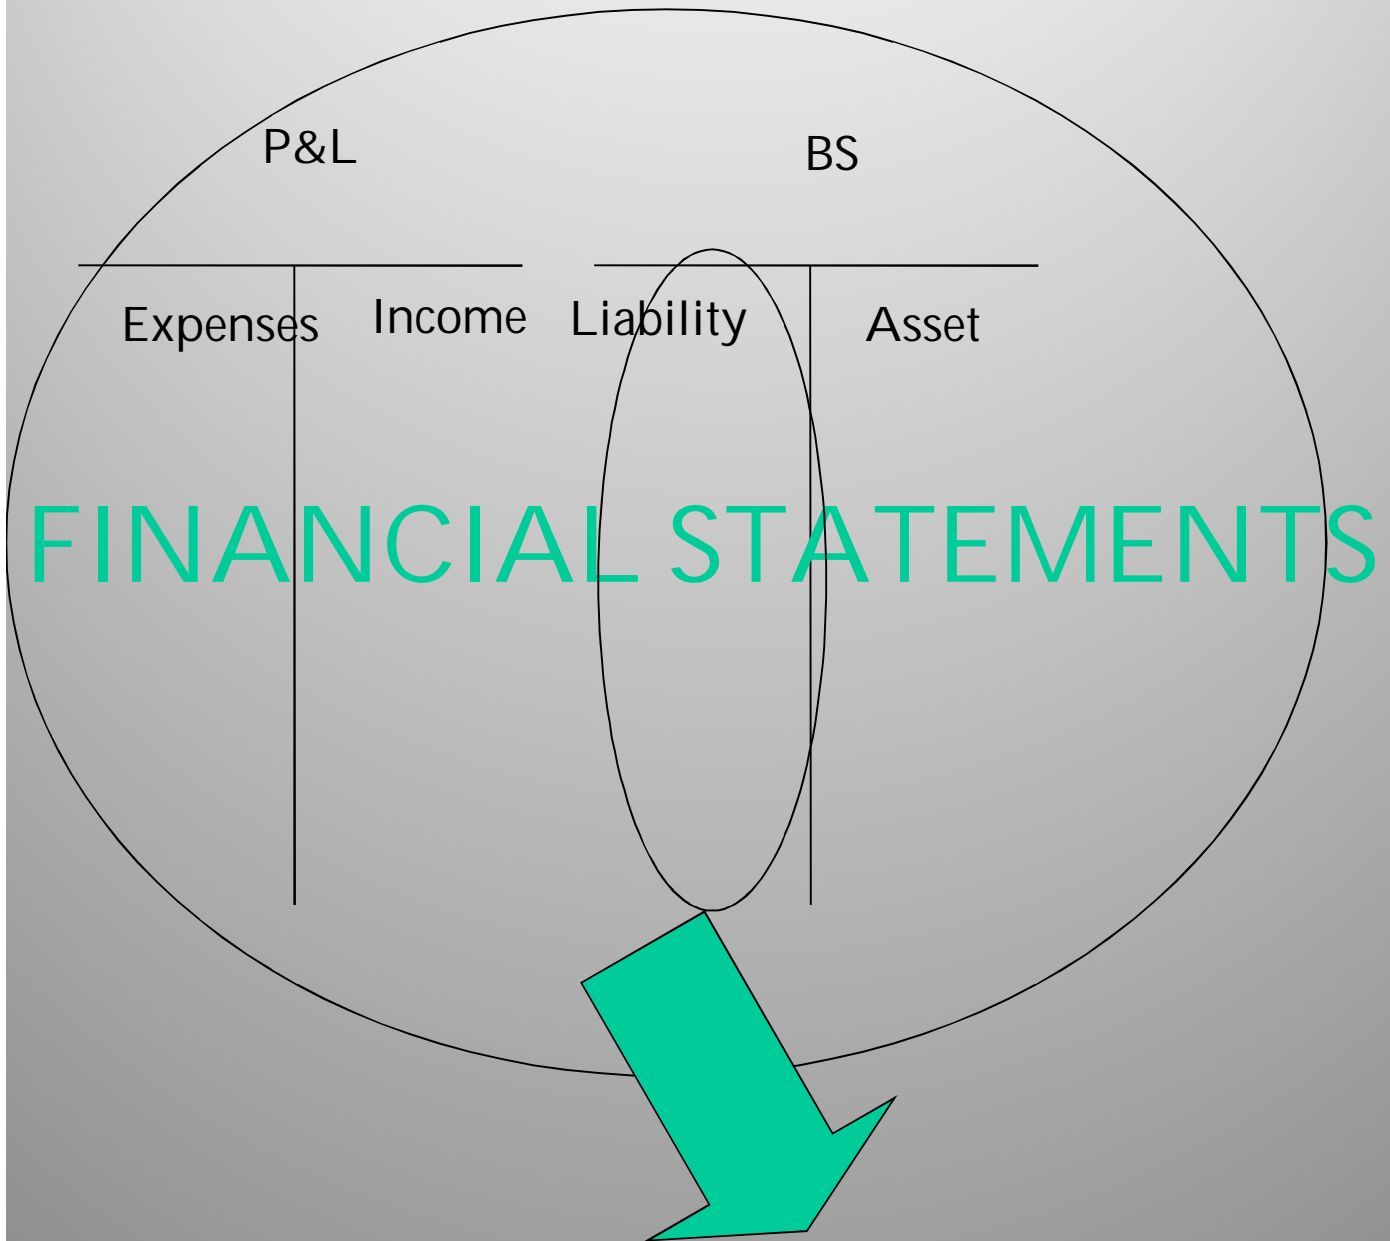 P&L
BS
Expenses
Income
Liability
Asset
FINANCIAL STATEMENTS